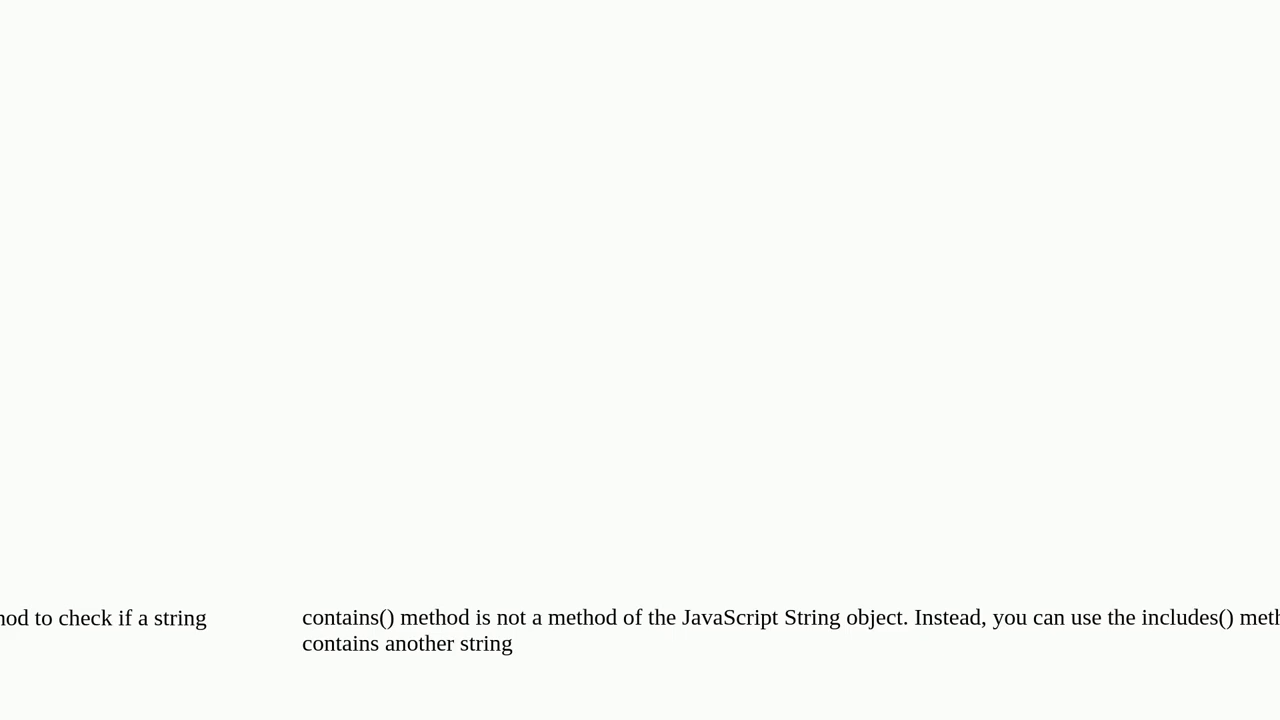 hod to check if a string
contains() method is not a method of the JavaScript String object. Instead, you can use the includes() meth
contains another string